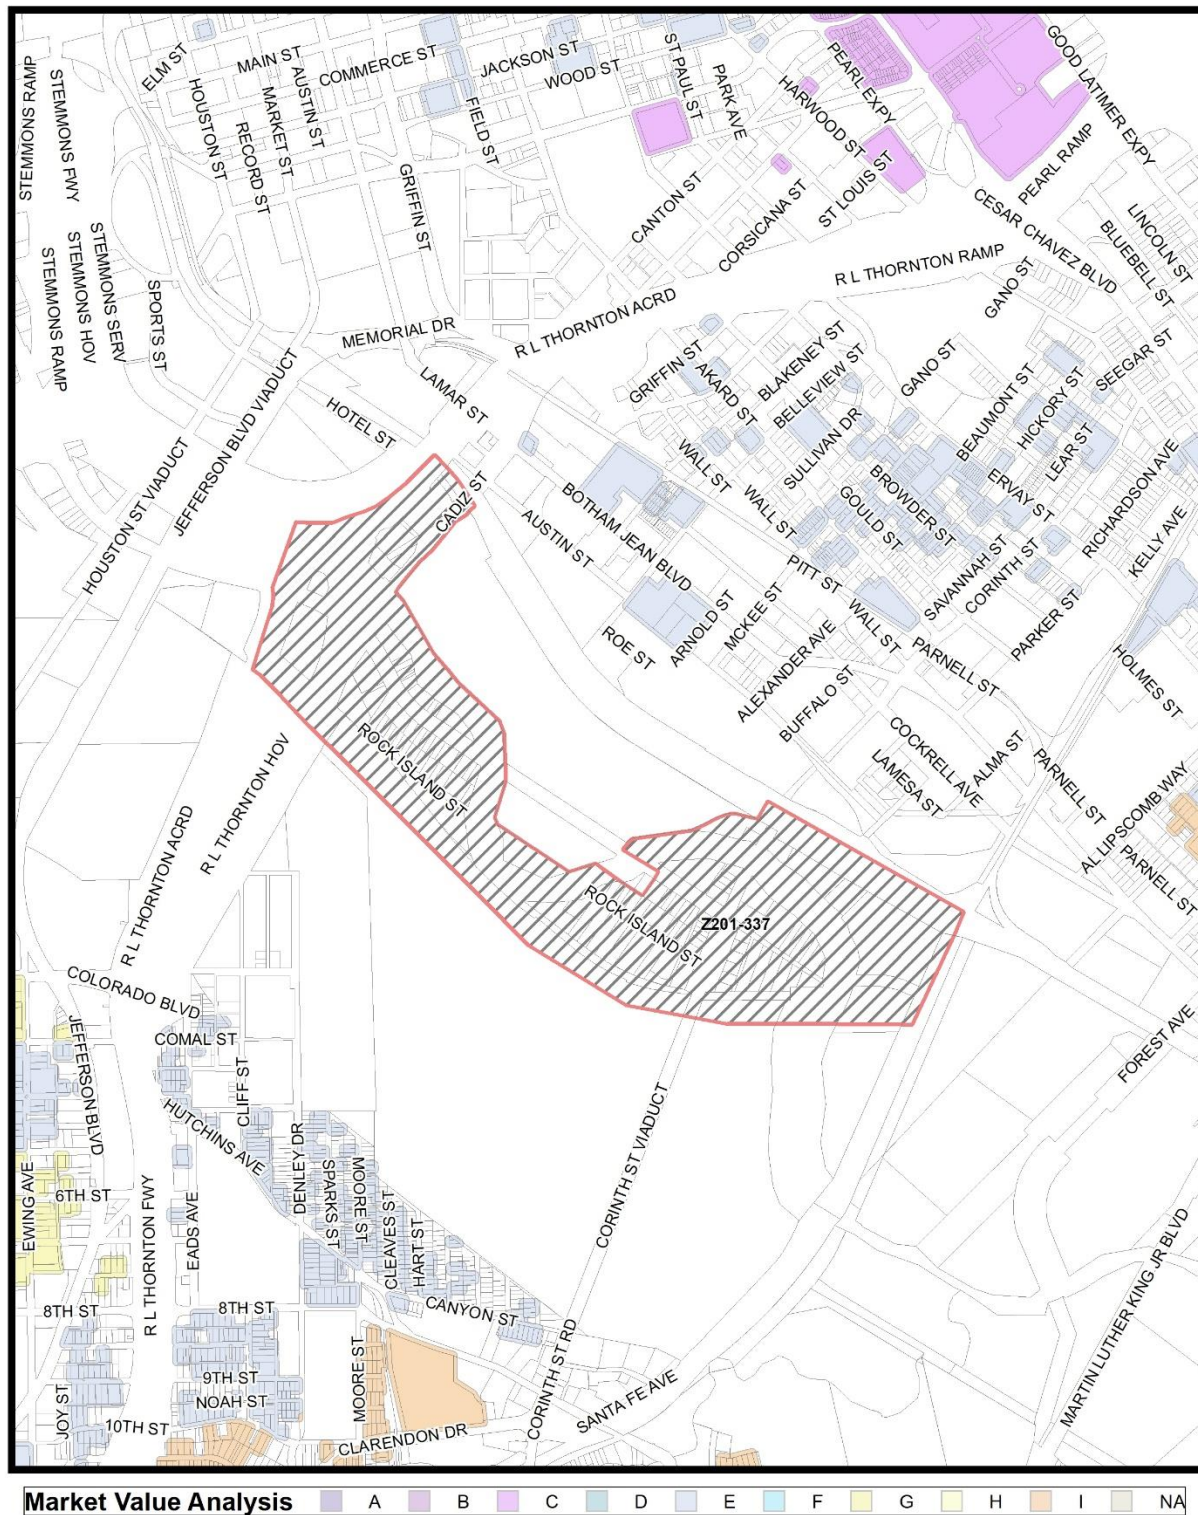 STEMMONS RAMP
STEMMONS FWY
ELM ST
MAIN ST
COMMERCE ST
JACKSON ST
WOOD ST
ST PAUL ST
PARK AVE
PEARL EXPY
HARWOOD ST
GOOD LATIMER EXPY
HOUSTON ST
RECORD ST
MARKET ST
AUSTIN ST
FIELD ST
GRIFFIN ST
CANTON ST
CORSICANA ST
ST LOUIS ST
PEARL RAMP
CESAR CHAVEZ BLVD
LINCOLN ST
BLUEBELL ST
STEMMONS RAMP
STEMMONS HOV
STEMMONS SERV
SPORTS ST
MEMORIAL DR
R L THORNTON ACRD
R L THORNTON RAMP
GANO ST
SEEGAR ST
LAMAR ST
HOTEL ST
GRIFFIN ST
AKARD ST
BLAKENEY ST
BELLEVIEW ST
GANO ST
BEAUMONT ST
HICKORY ST
LEAR ST
HOUSTON ST VIADUCT
JEFFERSON BLVD VIADUCT
CADIZ ST
WALL ST
SULLIVAN DR
BROWDER ST
ERVAY ST
RICHARDSON AVE
KELLY AVE
AUSTIN ST
BOTHAM JEAN BLVD
WALL ST
GOULD ST
PITT ST
SAVANNAH ST
CORINTH ST
PARKER ST
HOLMES ST
ROE ST
ARNOLD ST
MCKEE ST
WALL ST
ALEXANDER AVE
BUFFALO ST
PARNELL ST
COCKRELL AVE
LAMESA ST
ALMA ST
PARNELL ST
AL LIPSCOMB WAY
PARNELL ST
ROCK ISLAND ST
R L THORNTON HOV
R L THORNTON ACRD
ROCK ISLAND ST
Z201-337
COLORADO BLVD
JEFFERSON BLVD
COMAL ST
CLIFF ST
HUTCHINS AVE
FOREST AVE
EWING AVE
6TH ST
R L THORNTON FWY
EADS AVE
DENLEY DR
SPARKS ST
MOORE ST
CLEAVES ST
HART ST
CORINTH ST VIADUCT
8TH ST
8TH ST
CANYON ST
MARTIN LUTHER KING JR BLVD
JOY ST
9TH ST
NOAH ST
10TH ST
MOORE ST
CLARENDON DR
CORINTH ST RD
SANTA FE AVE
Market Value Analysis A B C D E F G H I NA